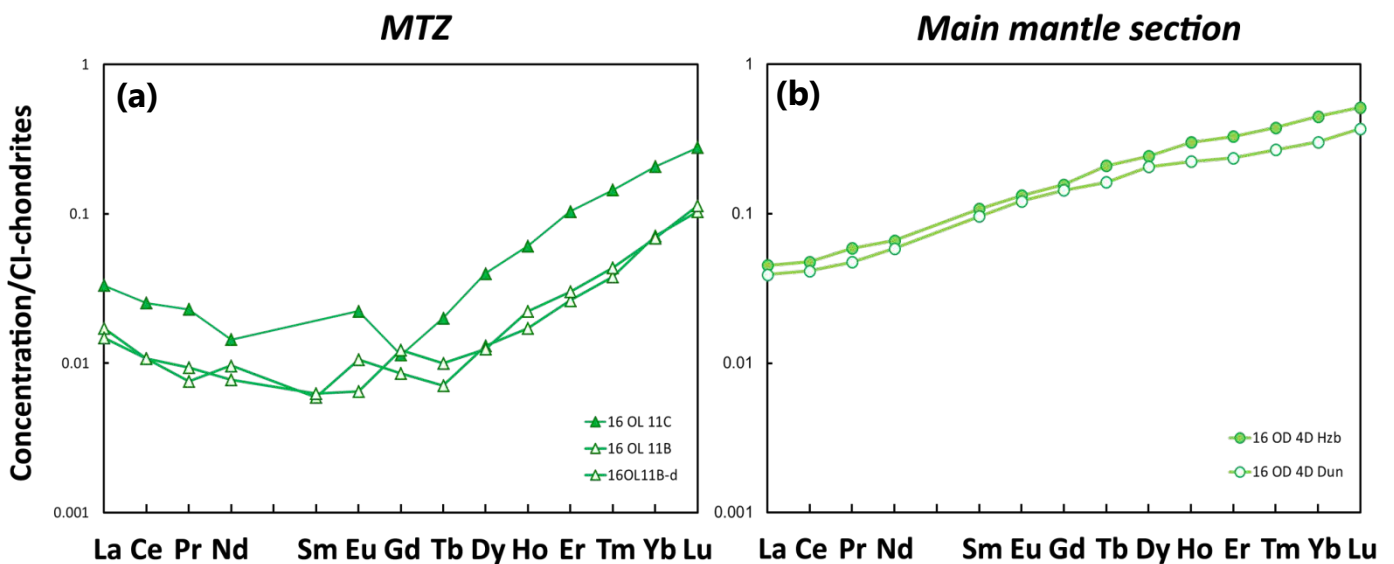 MTZ
Main mantle section
Concentration/CI-chondrites
(a)
1
0.1
0.01
0.001
16 OL 11C
16 OL 11B
16OL11B-d
La Ce Pr Nd Sm Eu Gd Tb Dy Ho Er Tm Yb Lu
(b)
1
0.1
0.01
0.001
16 OD 4D Hzb
16 OD 4D Dun
La Ce Pr Nd Sm Eu Gd Tb Dy Ho Er Tm Yb Lu